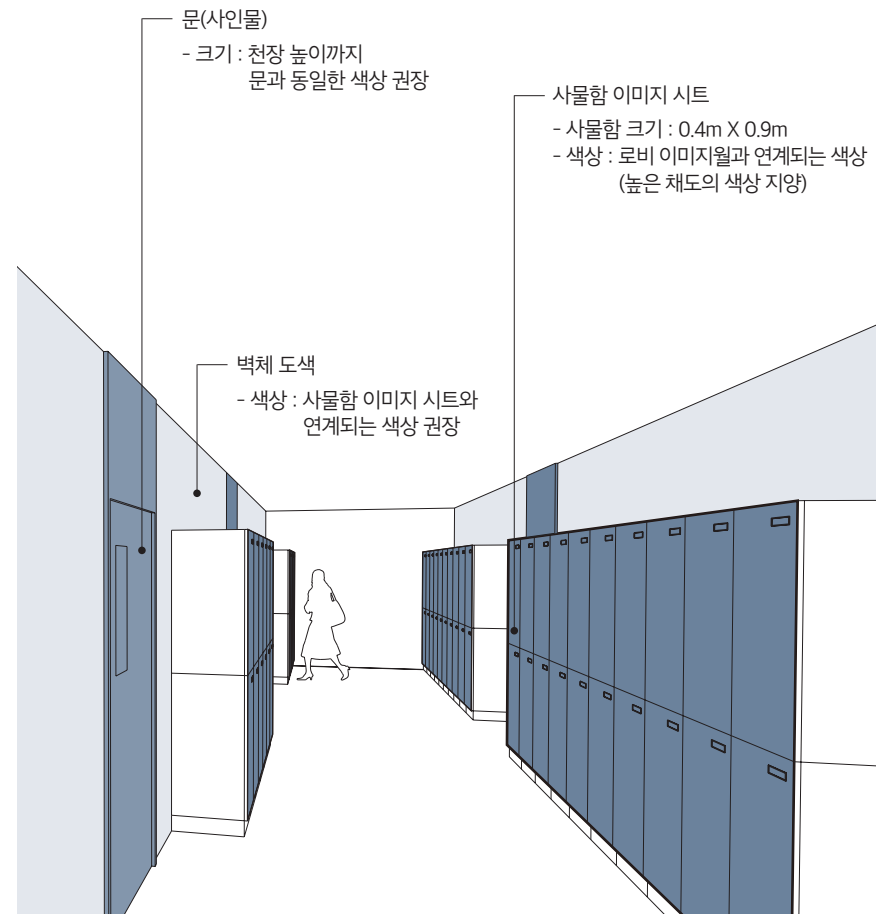 문(사인물)
- 크기 : 천장 높이까지
문과 동일한 색상 권장
사물함 이미지 시트
- 사물함 크기 : 0.4m X 0.9m
- 색상 : 로비 이미지월과 연계되는 색상
(높은 채도의 색상 지양)
벽체 도색
- 색상 : 사물함 이미지 시트와
연계되는 색상 권장